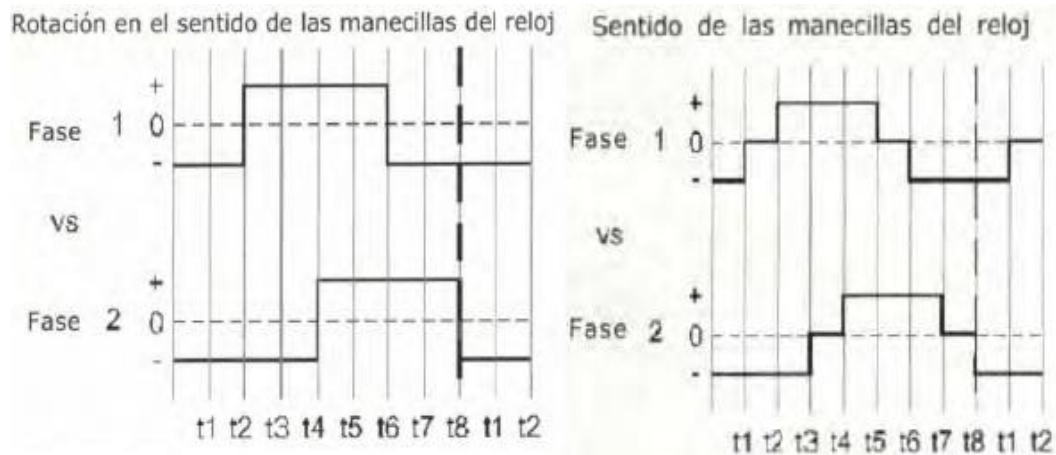 Rotación en el sentido de las manecillas del reloj
+
Fase 1 0
-
vs
+
Fase 2 0
-
t1 t2 t3 t4 t5 t6 t7 t8 t1 t2
Sentido de las manecillas del reloj
+
Fase 1 0
-
vs
+
Fase 2 0
-
t1 t2 t3 t4 t5 t6 t7 t8 t1 t2